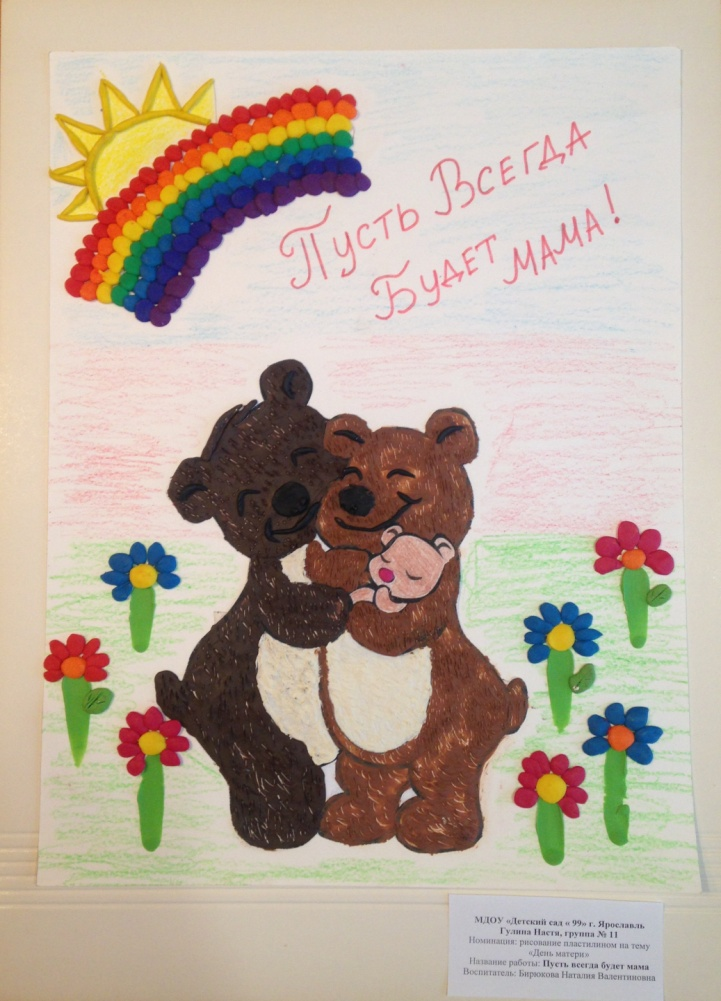 Пусть Всегда
Будет мама!
МДОУ «Детский сад « 99» г. Ярославль
Гулина Настя, группа № 11
Номинация: рисование пластилином на тему
«День матери»
Название работы: Пусть всегда будет мама
Воспитатель: Бирюкова Наталия Валентиновна